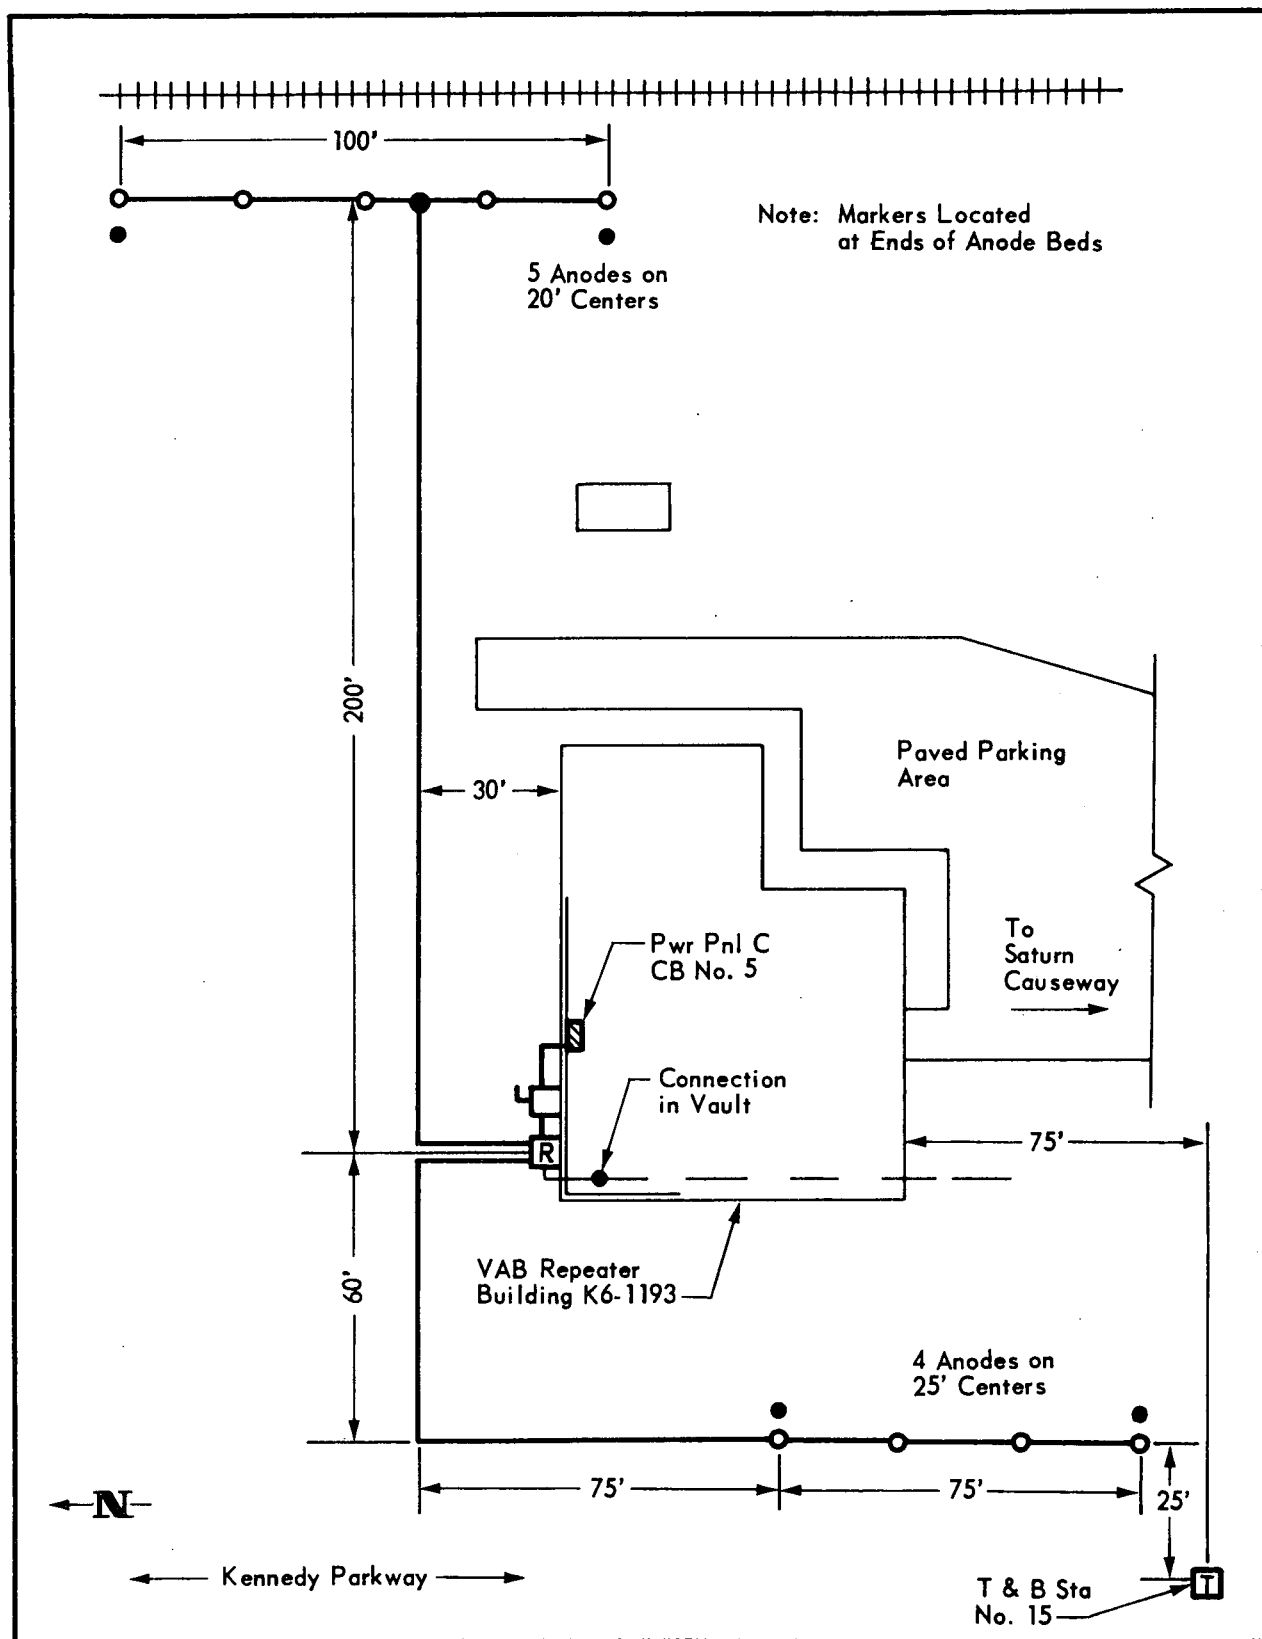 100'
Note: Markers Located
at Ends of Anode Beds
5 Anodes on
20' Centers
200'
Paved Parking
Area
30'
Pwr Pnl C
CB No. 5
To
Saturn
Causeway
Connection
in Vault
75'
R
VAB Repeater
Building K6-1193
60'
4 Anodes on
25' Centers
75'
75'
25'
N
Kennedy Parkway
T & B Sta
No. 15
T